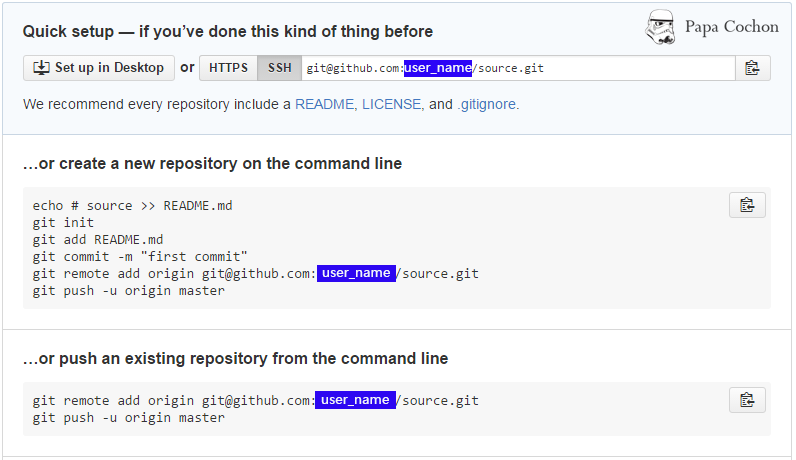 Quick setup — if you’ve done this kind of thing before
Papa Cochon
Set up in Desktop or HTTPS SSH git@github.com:user_name/source.git
We recommend every repository include a README, LICENSE, and .gitignore.
…or create a new repository on the command line
echo # source >> README.md
git init
git add README.md
git commit -m "first commit"
git remote add origin git@github.com: user_name /source.git
git push -u origin master
…or push an existing repository from the command line
git remote add origin git@github.com: user_name /source.git
git push -u origin master